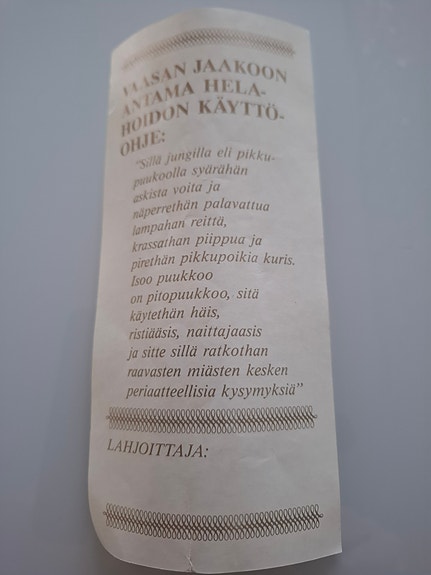 VAASAN JAAKOON
ANTAMA HELA-
HOIDON KÄYTTÖ-
OHJE:
"Sillä jungilla eli pikku-
puukoolla syärähän
askista voita ja
näperrethän palavattua
lampahan reittä,
krassathan piippua ja
pirethän pikkupoikia kuris.
Isoo puukkoo
on pitopuukkoo, sitä
käytethän häis,
ristiääsis, naittajaasis
ja sitte sillä ratkothan
raavasten miästen kesken
periaatteellisia kysymyksiä"
LAHJOITTAJA: